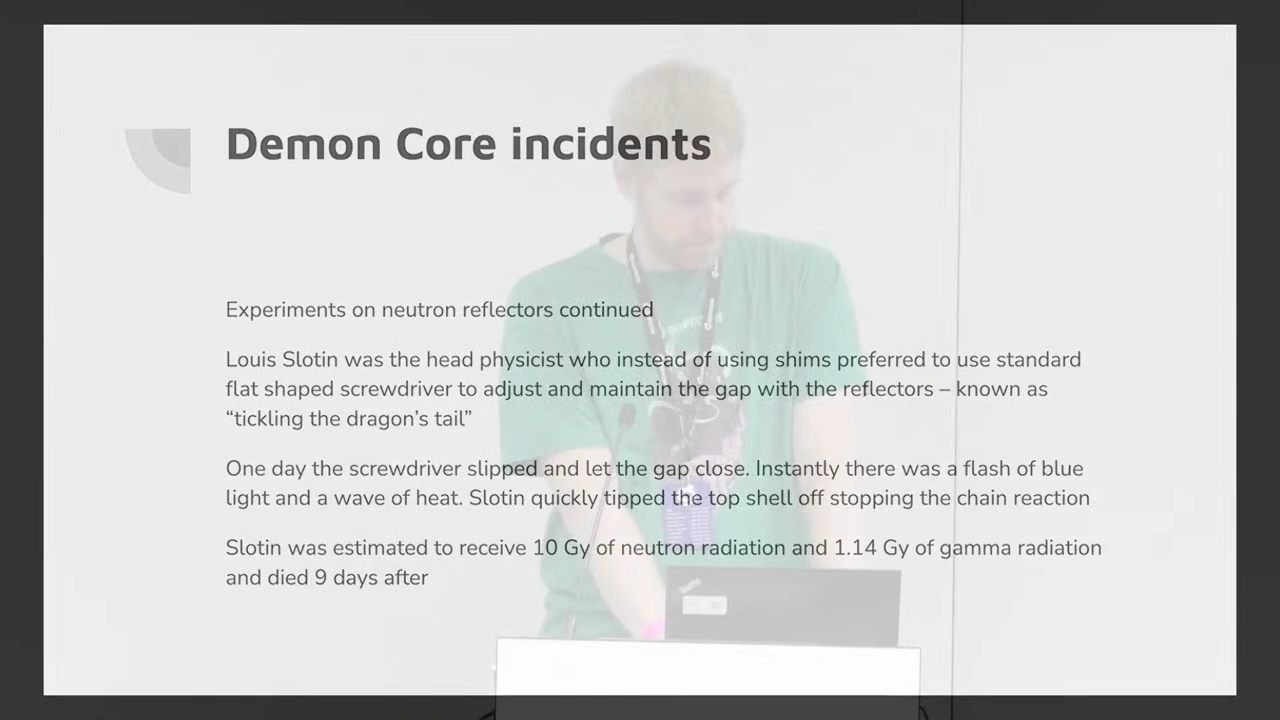 Demon Core incidents
Experiments on neutron reflectors continued
Louis Slotin was the head physicist who instead of using shims preferred to use standard
flat shaped screwdriver to adjust and maintain the gap with the reflectors – known as
“tickling the dragon’s tail”
One day the screwdriver slipped and let the gap close. Instantly there was a flash of blue
light and a wave of heat. Slotin quickly tipped the top shell off stopping the chain reaction
Slotin was estimated to receive 10 Gy of neutron radiation and 1.14 Gy of gamma radiation
and died 9 days after